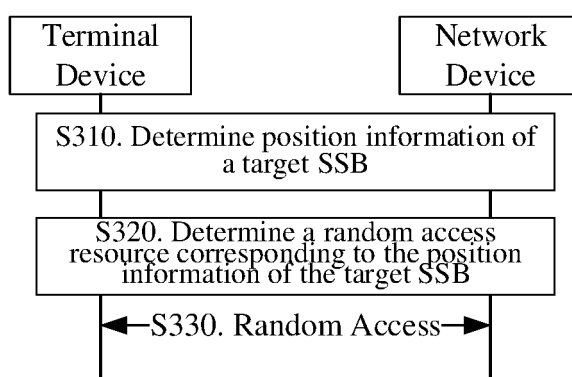 Terminal
Device
Network
Device
S310. Determine position information of
a target SSB
S320. Determine a random access
resource corresponding to the position
information of the target SSB
S330. Random Access